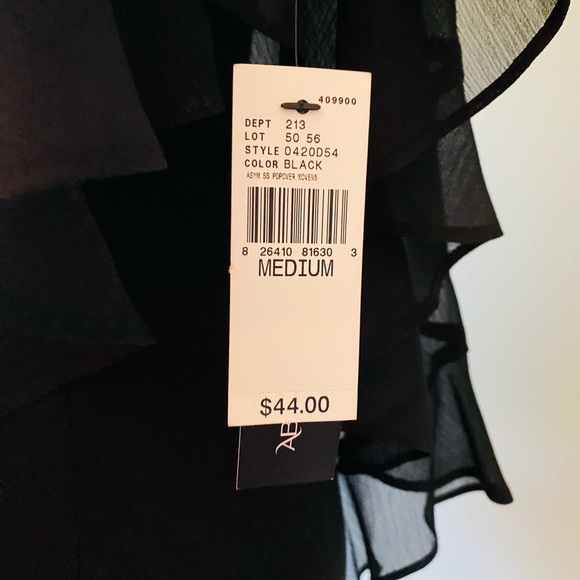 409900
DEPT 213
LOT 50 56
STYLE 0420D54
COLOR BLACK
ASYM SS POPOVER WOVENS
8 26410 81630 3
MEDIUM
$44.00
AB